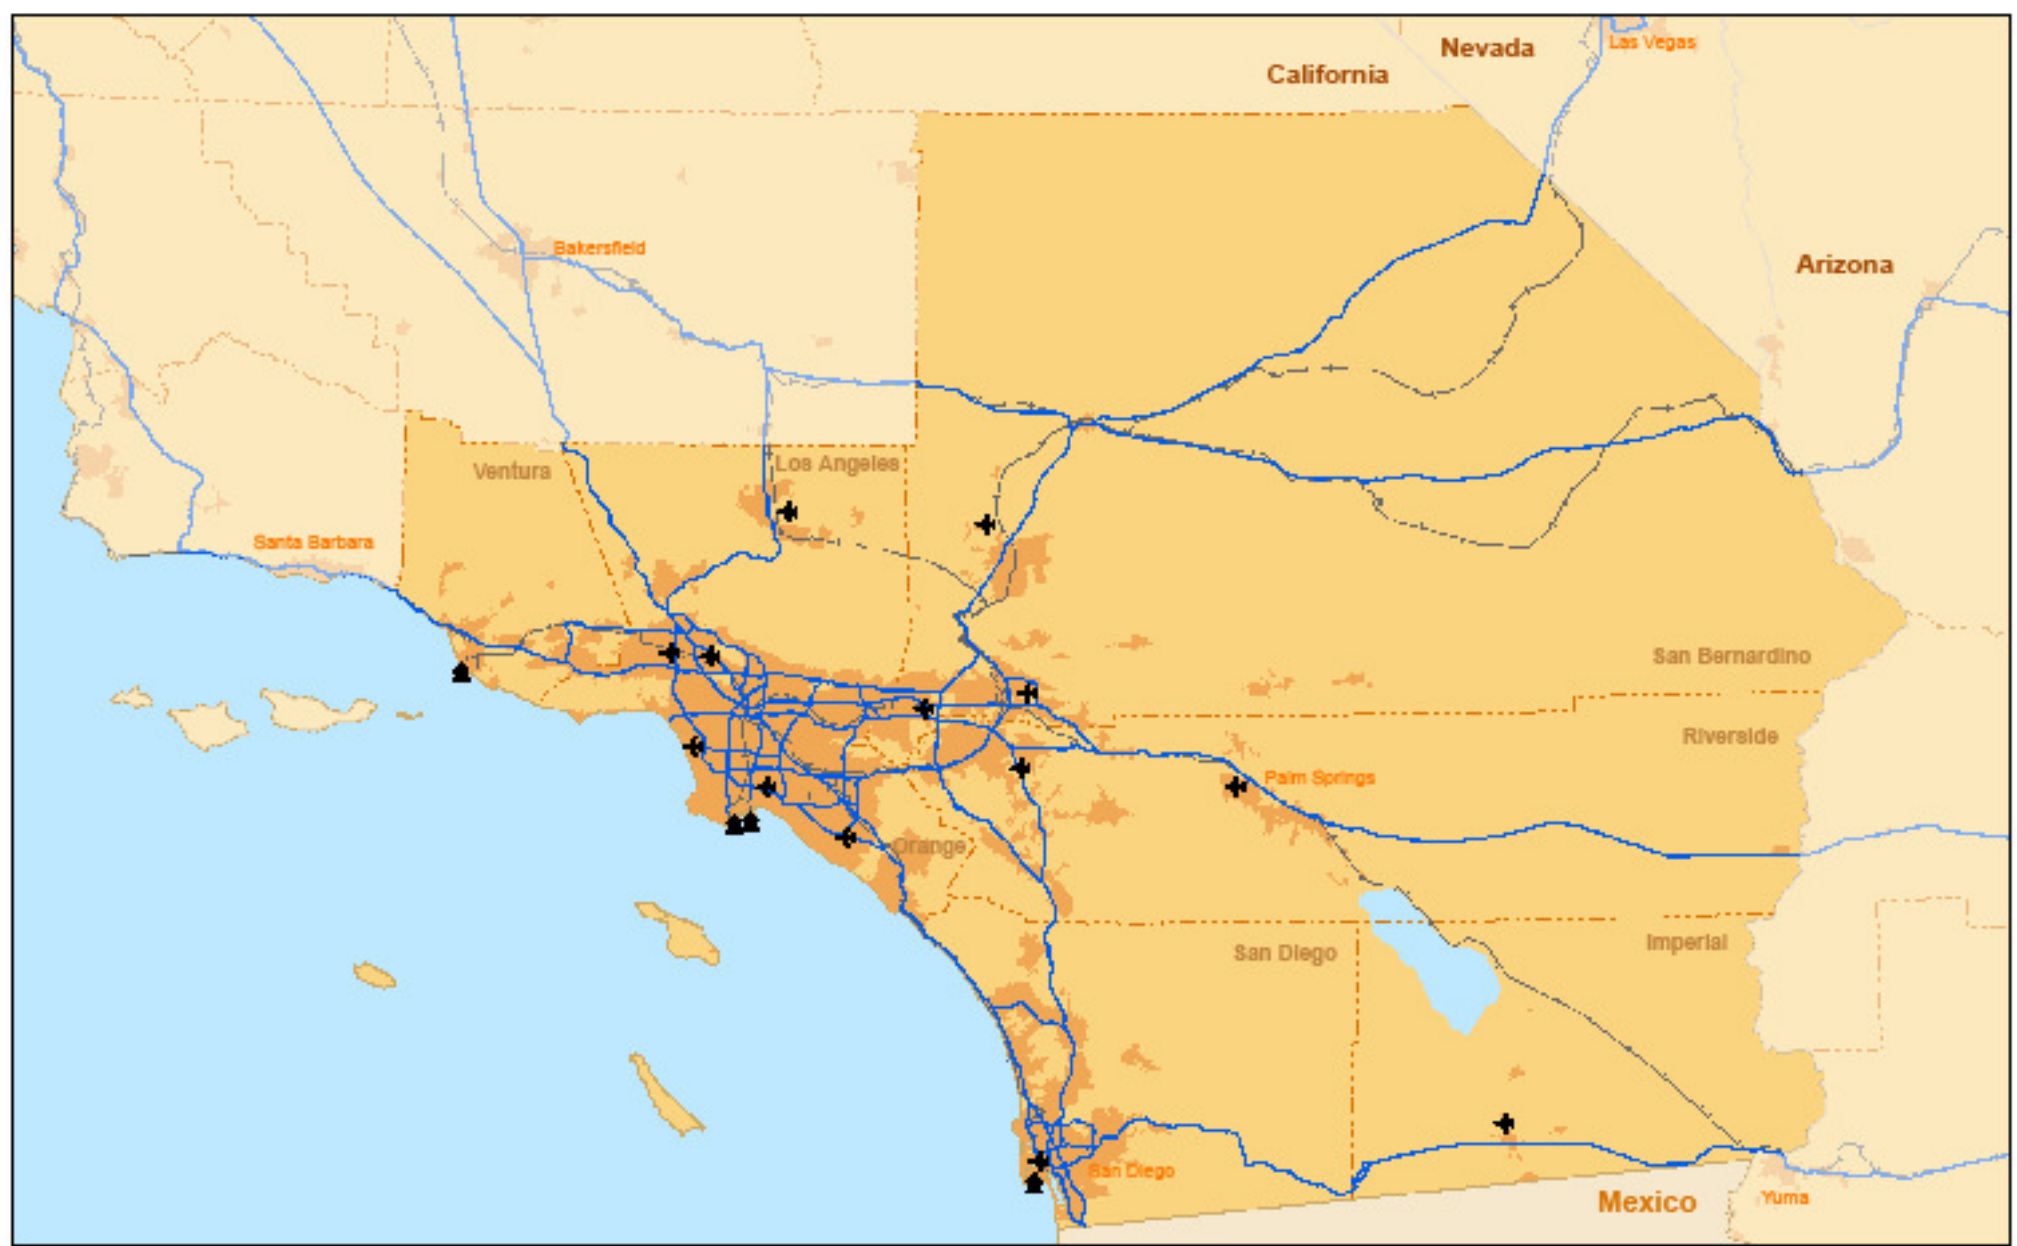 Nevada
Las Vegas
California
Bakersfield
Arizona
Ventura
Los Angeles
Santa Barbara
San Bernardino
Riverside
Palm Springs
Orange
San Diego
Imperial
San Diego
Mexico
Yuma